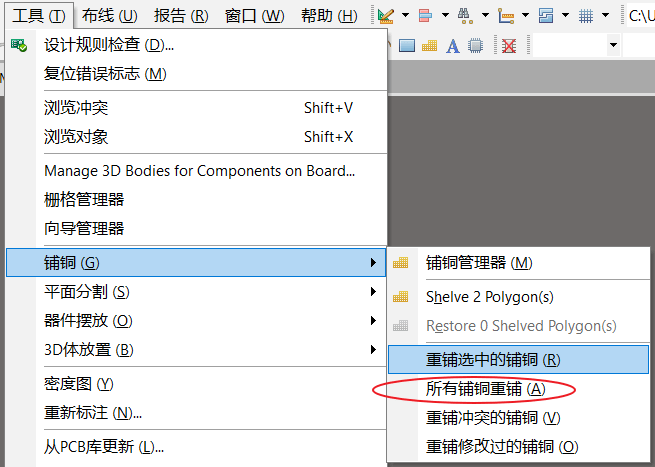 工具 (T) 布线 (U) 报告 (R) 窗口 (W) 帮助 (H) C:\U
设计规则检查 (D)...
复位错误标志 (M)
浏览冲突 Shift+V
浏览对象 Shift+X
Manage 3D Bodies for Components on Board...
栅格管理器
向导管理器
铺铜 (G)
平面分割 (S)
器件摆放 (O)
3D体放置 (B)
密度图 (Y)
重新标注 (N)...
从PCB库更新 (L)...
铺铜管理器 (M)
Shelve 2 Polygon(s)
Restore 0 Shelved Polygon(s)
重铺选中的铺铜 (R)
所有铺铜重铺 (A)
重铺冲突的铺铜 (V)
重铺修改过的铺铜 (O)